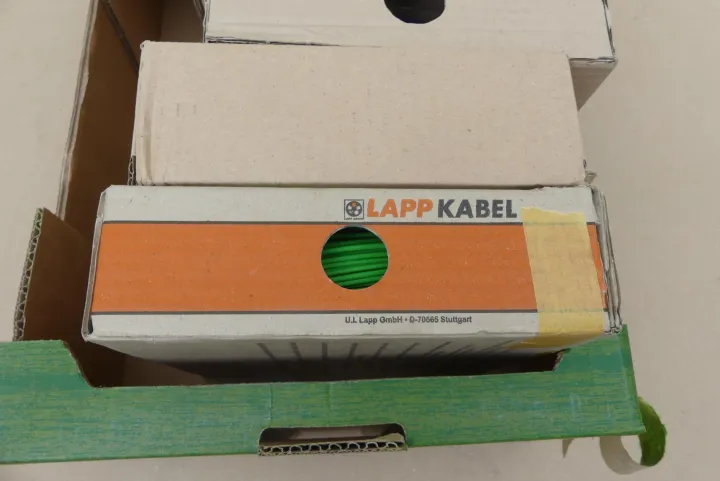 LAPP KABEL
U.I. Lapp GmbH • D-70565 Stuttgart